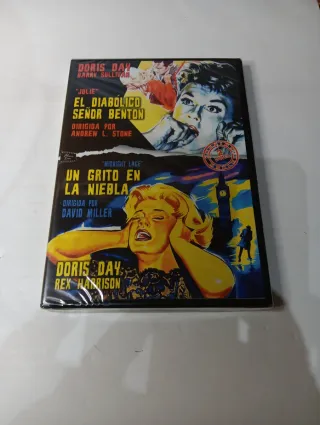 DORIS DAY
BARRY SULLIVAN
"JULIE"
EL DIABÓLICO
SEÑOR BENTON
DIRIGIDA POR
ANDREW L. STONE
"MIDNIGHT LACE"
UN GRITO EN
LA NIEBLA
DIRIGIDA POR
DAVID MILLER
DORIS DAY
REX HARRISON